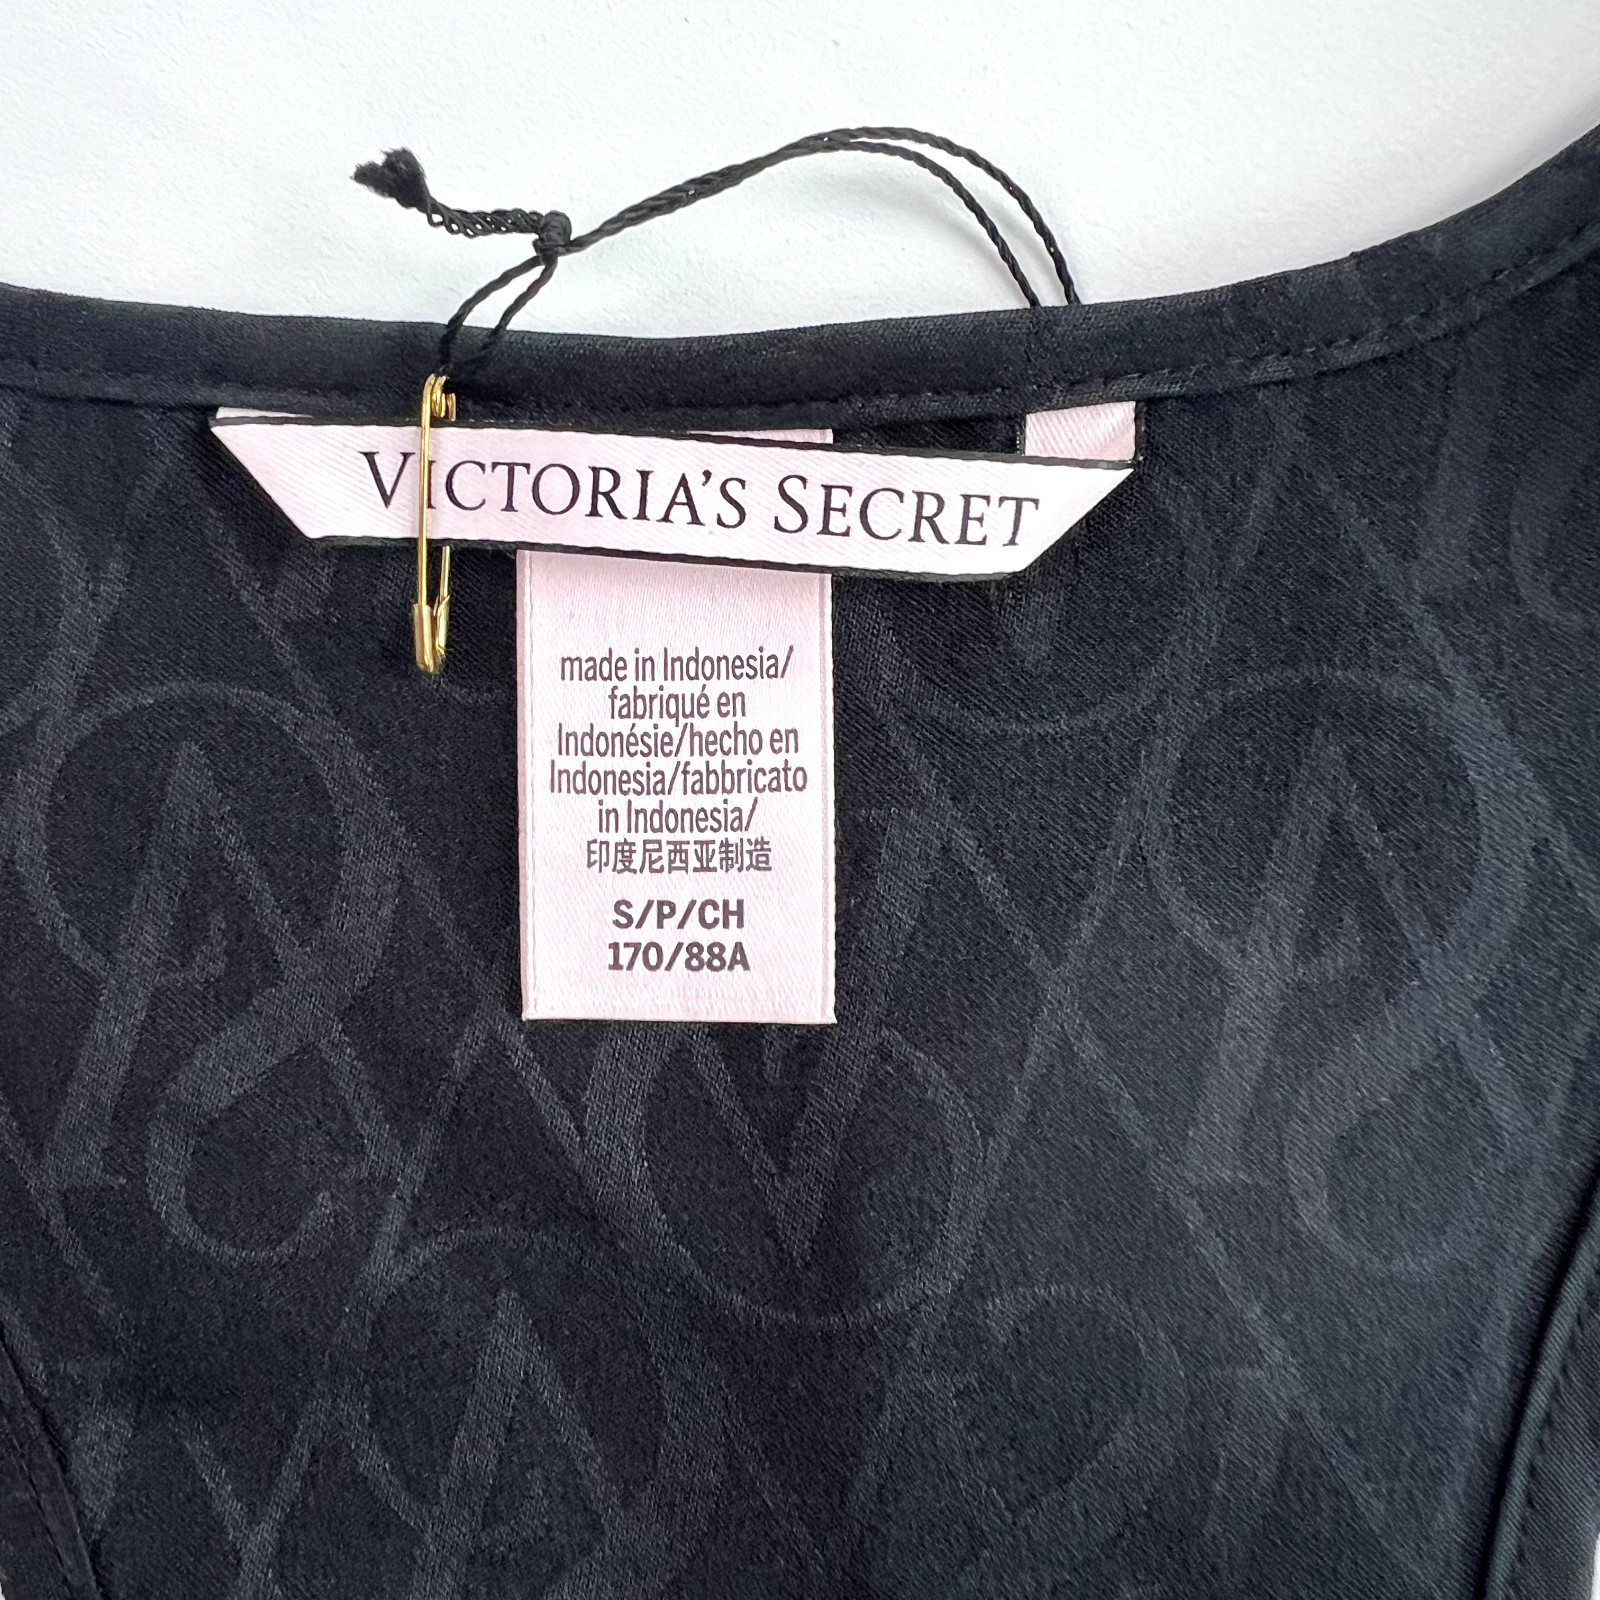 VICTORIA'S SECRET
made in Indonesia/
fabriqué en
Indonésie/hecho en
Indonesia/fabbricato
in Indonesia/
印度尼西亚制造
S/P/CH
170/88A